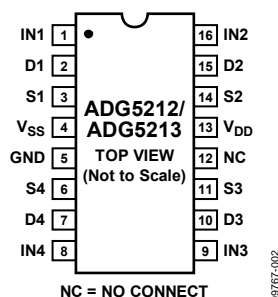 IN1 1 16 IN2
D1 2 15 D2
S1 3 14 S2
VSS 4 13 VDD
GND 5 12 NC
S4 6 11 S3
D4 7 10 D3
IN4 8 9 IN3
ADG5212/
ADG5213
TOP VIEW
(Not to Scale)
NC = NO CONNECT
9767-002